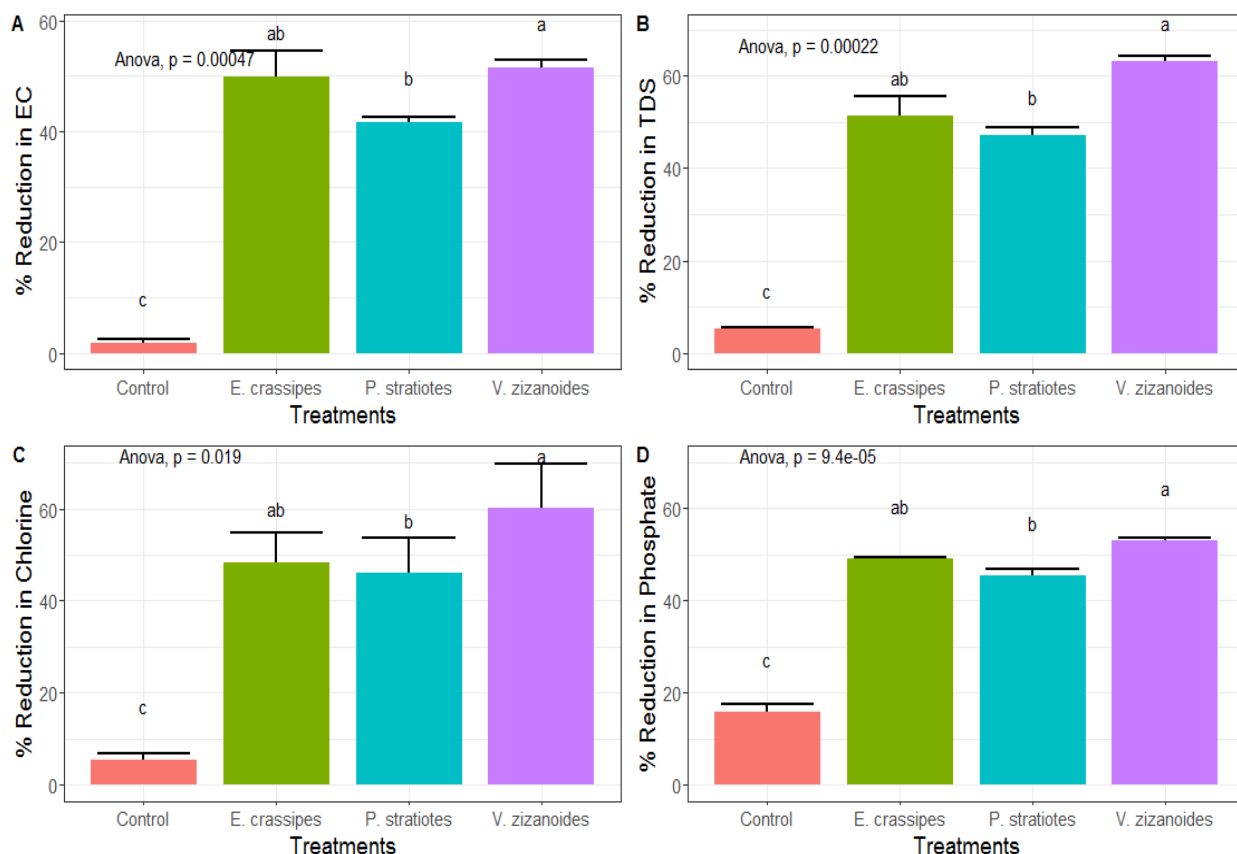 A
% Reduction in EC
60
40
20
0
Anova, p = 0.00047
c
ab
b
a
Control E. crassipes P. stratiotes V. zizanoides
Treatments
B
% Reduction in TDS
60
40
20
0
Anova, p = 0.00022
c
ab
b
a
Control E. crassipes P. stratiotes V. zizanoides
Treatments
C
% Reduction in Chlorine
60
40
20
0
Anova, p = 0.019
c
ab
b
a
Control E. crassipes P. stratiotes V. zizanoides
Treatments
D
% Reduction in Phosphate
60
40
20
0
Anova, p = 9.4e-05
c
ab
b
a
Control E. crassipes P. stratiotes V. zizanoides
Treatments